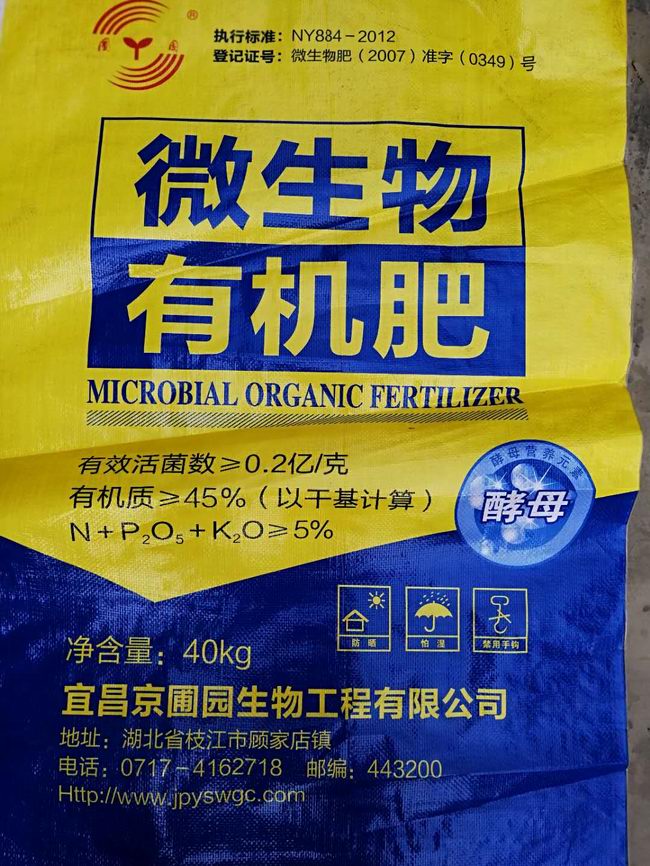 圃 园 ®
执行标准：NY884-2012
登记证号：微生物肥（2007）准字（0349）号
微生物
有机肥
MICROBIAL ORGANIC FERTILIZER
有效活菌数≥0.2亿/克
有机质≥45%（以干基计算）
N+P₂O₅+K₂O≥5%
酵母营养元素
酵母
防晒 怕湿 禁用手钩
净含量：40kg
宜昌京圃园生物工程有限公司
地址：湖北省枝江市顾家店镇
电话：0717-4162718 邮编：443200
Http://www.jpyswgc.com